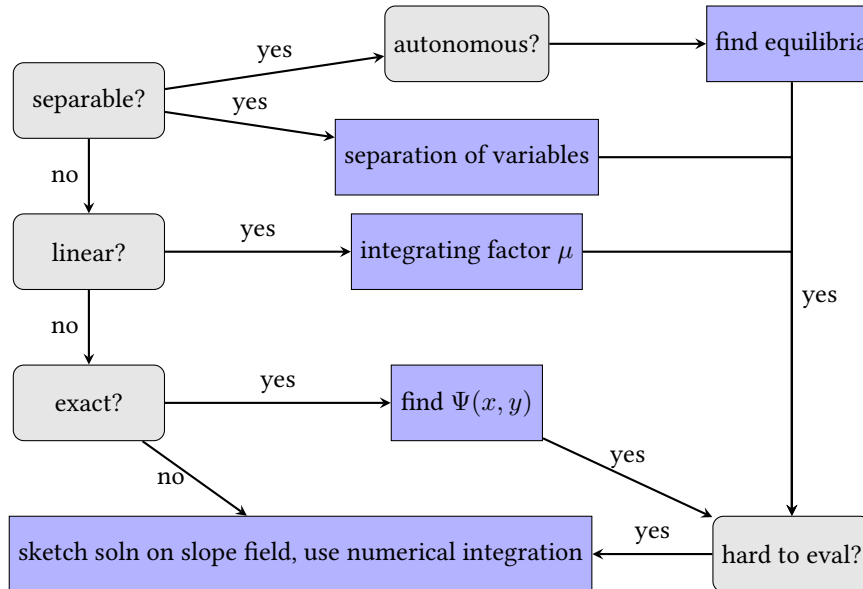 yes
autonomous?
find equilibria
separable?
yes
separation of variables
no
linear?
yes
integrating factor μ
no
yes
exact?
yes
find Ψ(x, y)
no
yes
sketch soln on slope field, use numerical integration
yes
hard to eval?